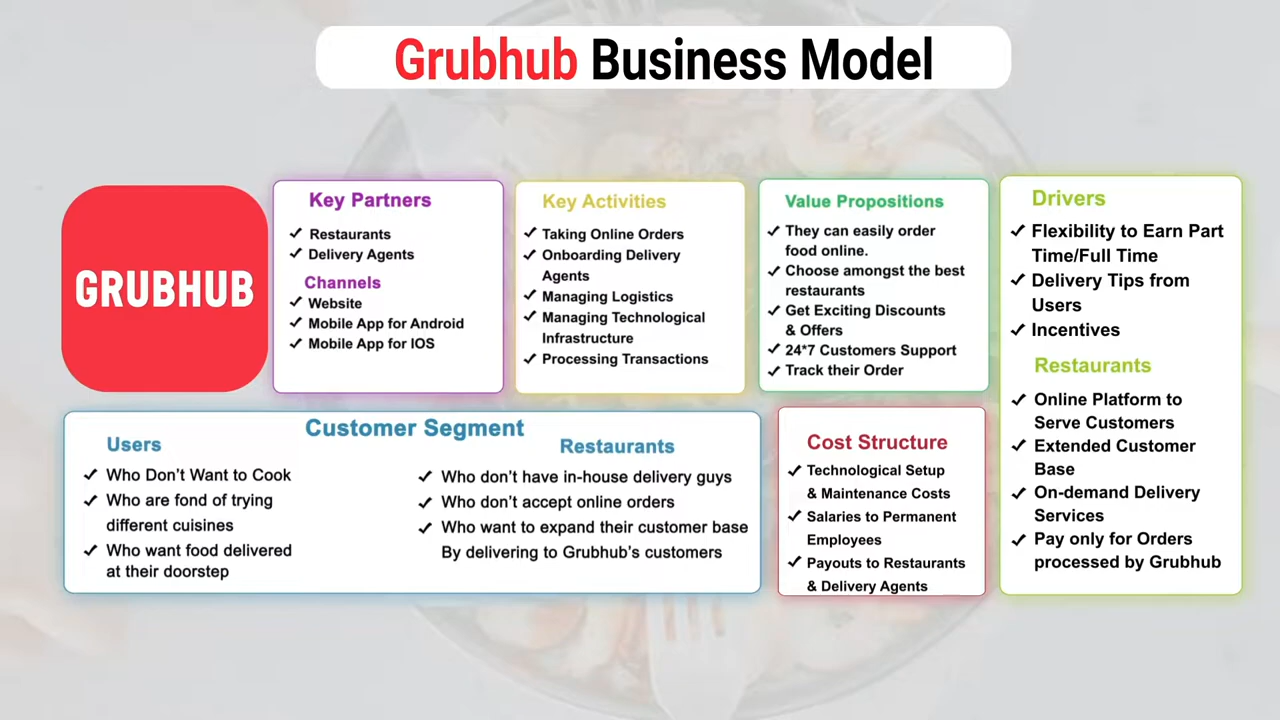 Grubhub Business Model
GRUBHUB
Key Partners
✓ Restaurants
✓ Delivery Agents
Channels
✓ Website
✓ Mobile App for Android
✓ Mobile App for IOS
Key Activities
✓ Taking Online Orders
✓ Onboarding Delivery
Agents
✓ Managing Logistics
✓ Managing Technological
Infrastructure
✓ Processing Transactions
Value Propositions
✓ They can easily order
food online.
✓ Choose amongst the best
restaurants
✓ Get Exciting Discounts
& Offers
✓ 24*7 Customers Support
✓ Track their Order
Drivers
✓ Flexibility to Earn Part
Time/Full Time
✓ Delivery Tips from
Users
✓ Incentives
Restaurants
✓ Online Platform to
Serve Customers
✓ Extended Customer
Base
✓ On-demand Delivery
Services
✓ Pay only for Orders
processed by Grubhub
Customer Segment
Users
✓ Who Don't Want to Cook
✓ Who are fond of trying
different cuisines
✓ Who want food delivered
at their doorstep
Restaurants
✓ Who don't have in-house delivery guys
✓ Who don't accept online orders
✓ Who want to expand their customer base
By delivering to Grubhub's customers
Cost Structure
✓ Technological Setup
& Maintenance Costs
✓ Salaries to Permanent
Employees
✓ Payouts to Restaurants
& Delivery Agents